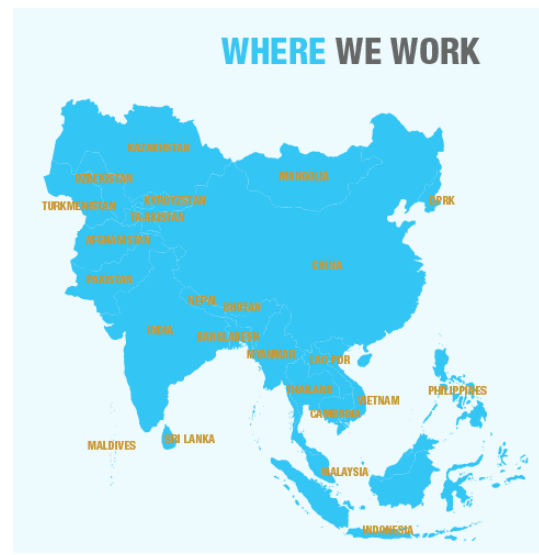 WHERE WE WORK
KAZAKHSTAN
MONGOLIA
UZBEKISTAN
KYRGYZSTAN
TURKMENISTAN
DPRK
TAJIKISTAN
AFGHANISTAN
CHINA
PAKISTAN
NEPAL
BHUTAN
INDIA
BANGLADESH
MYANMAR
LAO PDR
THAILAND
PHILIPPINES
VIETNAM
CAMBODIA
SRI LANKA
MALDIVES
MALAYSIA
INDONESIA